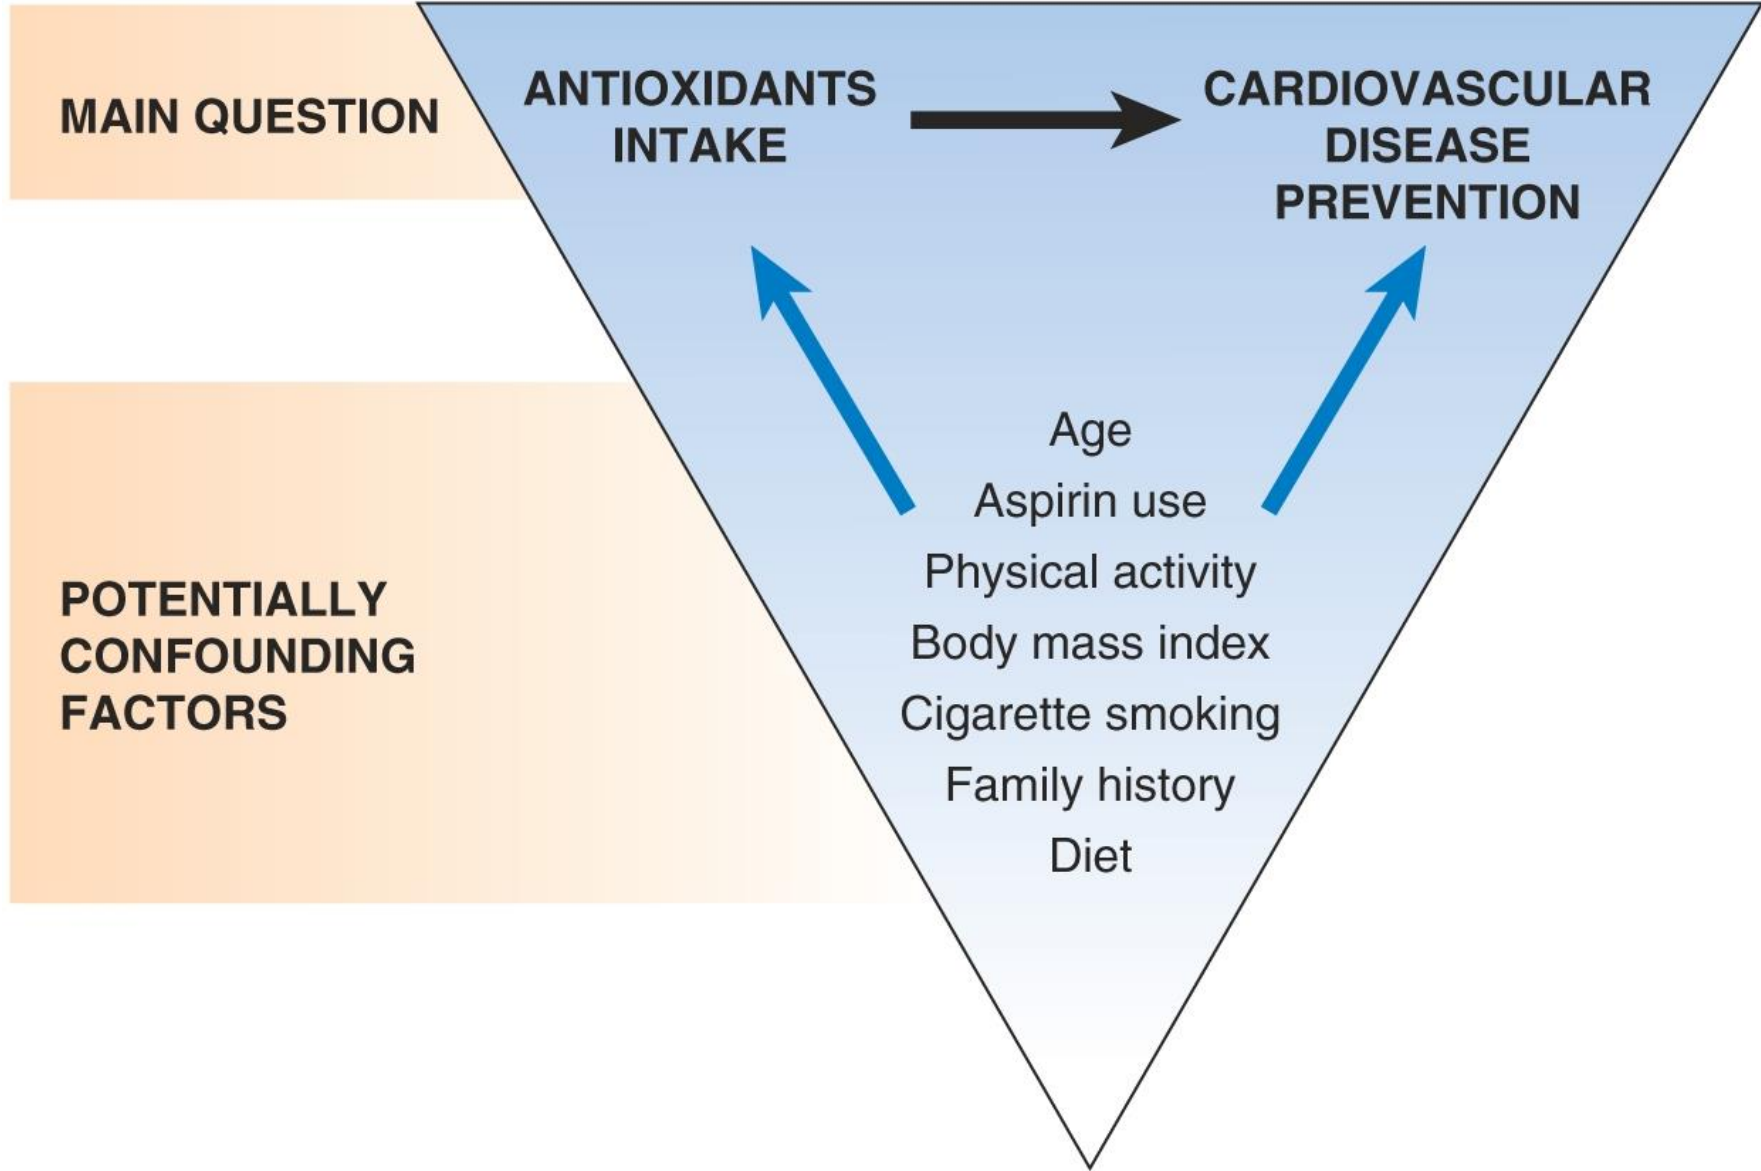 MAIN QUESTION
ANTIOXIDANTS
INTAKE
CARDIOVASCULAR
DISEASE
PREVENTION
POTENTIALLY
CONFOUNDING
FACTORS
Age
Aspirin use
Physical activity
Body mass index
Cigarette smoking
Family history
Diet